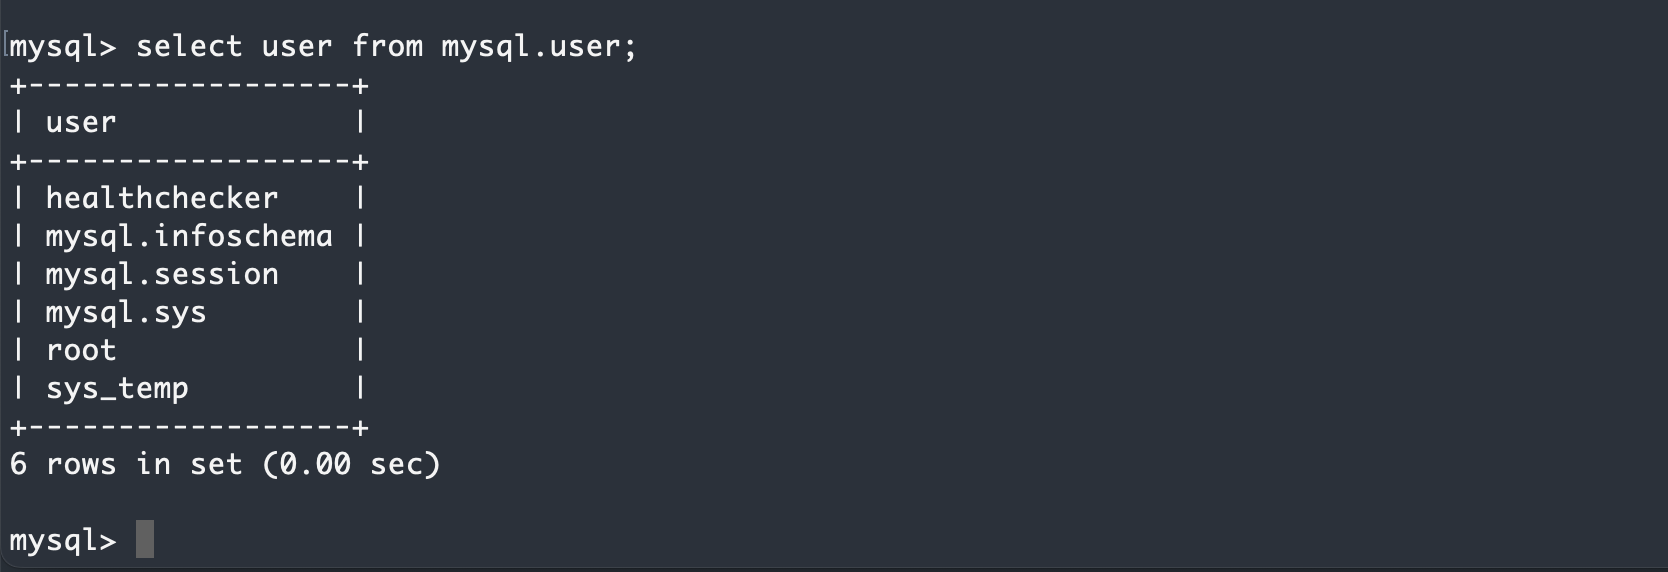 mysql> select user from mysql.user;
+------------------+
| user             |
+------------------+
| healthchecker    |
| mysql.infoschema |
| mysql.session    |
| mysql.sys        |
| root             |
| sys_temp         |
+------------------+
6 rows in set (0.00 sec)
mysql>